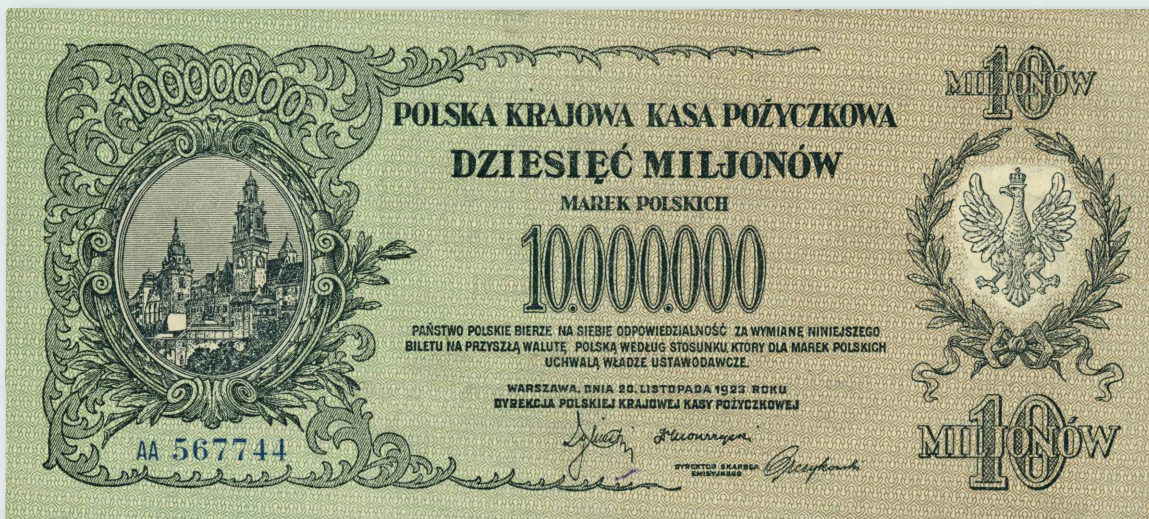 10000000
10
MILJONÓW
POLSKA KRAJOWA KASA POŻYCZKOWA
DZIESIĘĆ MILJONÓW
MAREK POLSKICH
10.000.000
PAŃSTWO POLSKIE BIERZE NA SIEBIE ODPOWIEDZIALNOŚĆ ZA WYMIANĘ NINIEJSZEGO
BILETU NA PRZYSZŁĄ WALUTĘ POLSKĄ WEDŁUG STOSUNKU, KTÓRY DLA MAREK POLSKICH
UCHWALĄ WŁADZE USTAWODAWCZE.
WARSZAWA, DNIA 20. LISTOPADA 1923 ROKU
DYREKCJA POLSKIEJ KRAJOWEJ KASY POŻYCZKOWEJ
AA 567744
DYREKTOR SKARBCA
EMISYJNEGO
10
MILJONÓW